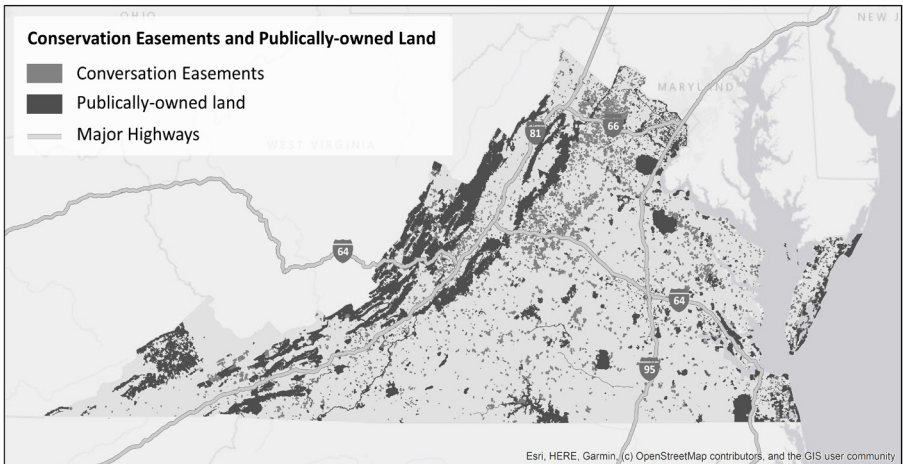 OHIO
NEW J
Conservation Easements and Publically-owned Land
Conversation Easements
Publically-owned land
Major Highways
MARYLAND
WEST VIRGINIA
81
66
64
64
95
Esri, HERE, Garmin, (c) OpenStreetMap contributors, and the GIS user community